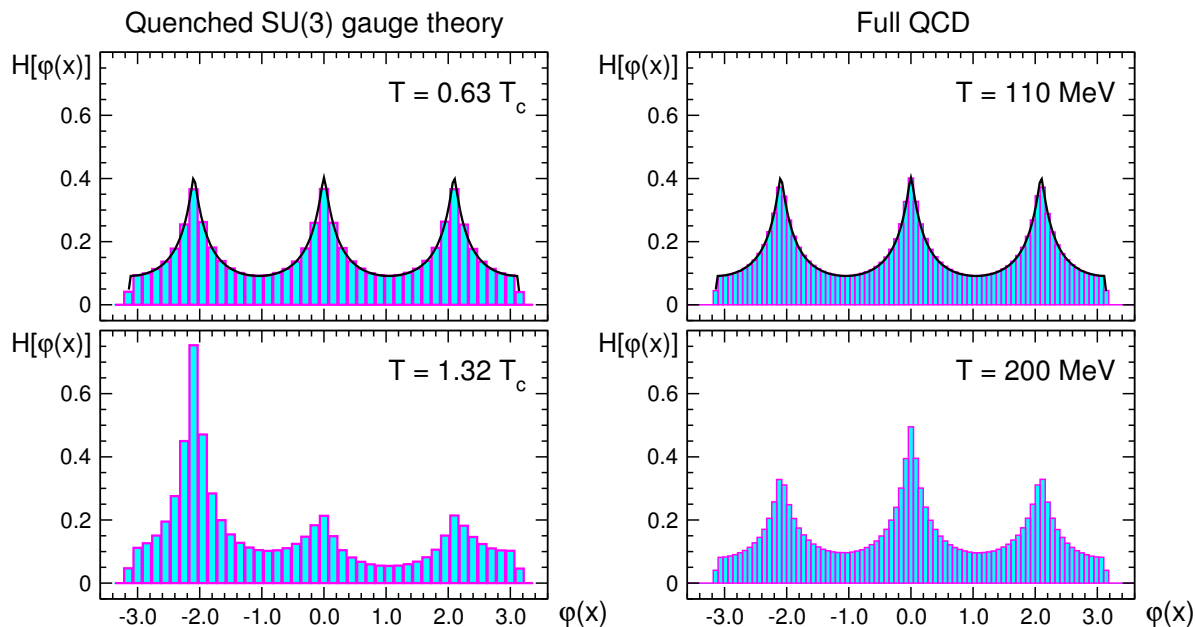 Quenched SU(3) gauge theory
Full QCD
H[φ(x)]
T = 0.63 T_c
0.6
0.4
0.2
0
H[φ(x)]
T = 110 MeV
0.6
0.4
0.2
0
H[φ(x)]
T = 1.32 T_c
0.6
0.4
0.2
0
-3.0 -2.0 -1.0 0.0 1.0 2.0 3.0 φ(x)
H[φ(x)]
T = 200 MeV
0.6
0.4
0.2
0
-3.0 -2.0 -1.0 0.0 1.0 2.0 3.0 φ(x)